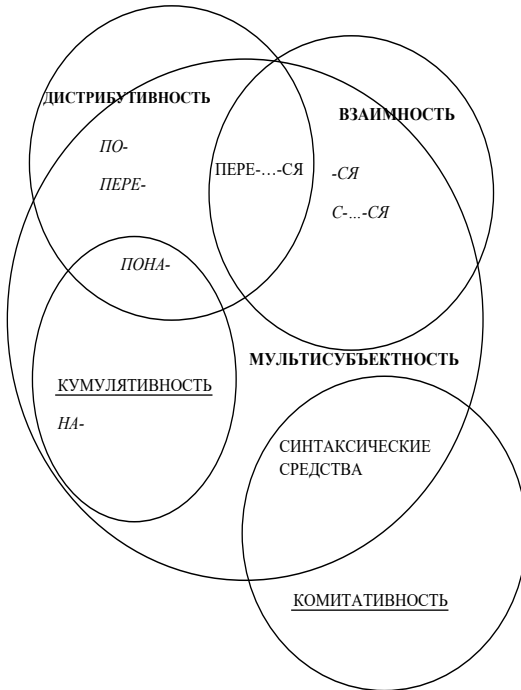 ДИСТРИБУТИВНОСТЬ
ВЗАИМНОСТЬ
ПО-
ПЕРЕ-
ПЕРЕ-…-СЯ
-СЯ
С-...-СЯ
ПОНА-
МУЛЬТИСУБЪЕКТНОСТЬ
КУМУЛЯТИВНОСТЬ
НА-
СИНТАКСИЧЕСКИЕ
СРЕДСТВА
КОМИТАТИВНОСТЬ